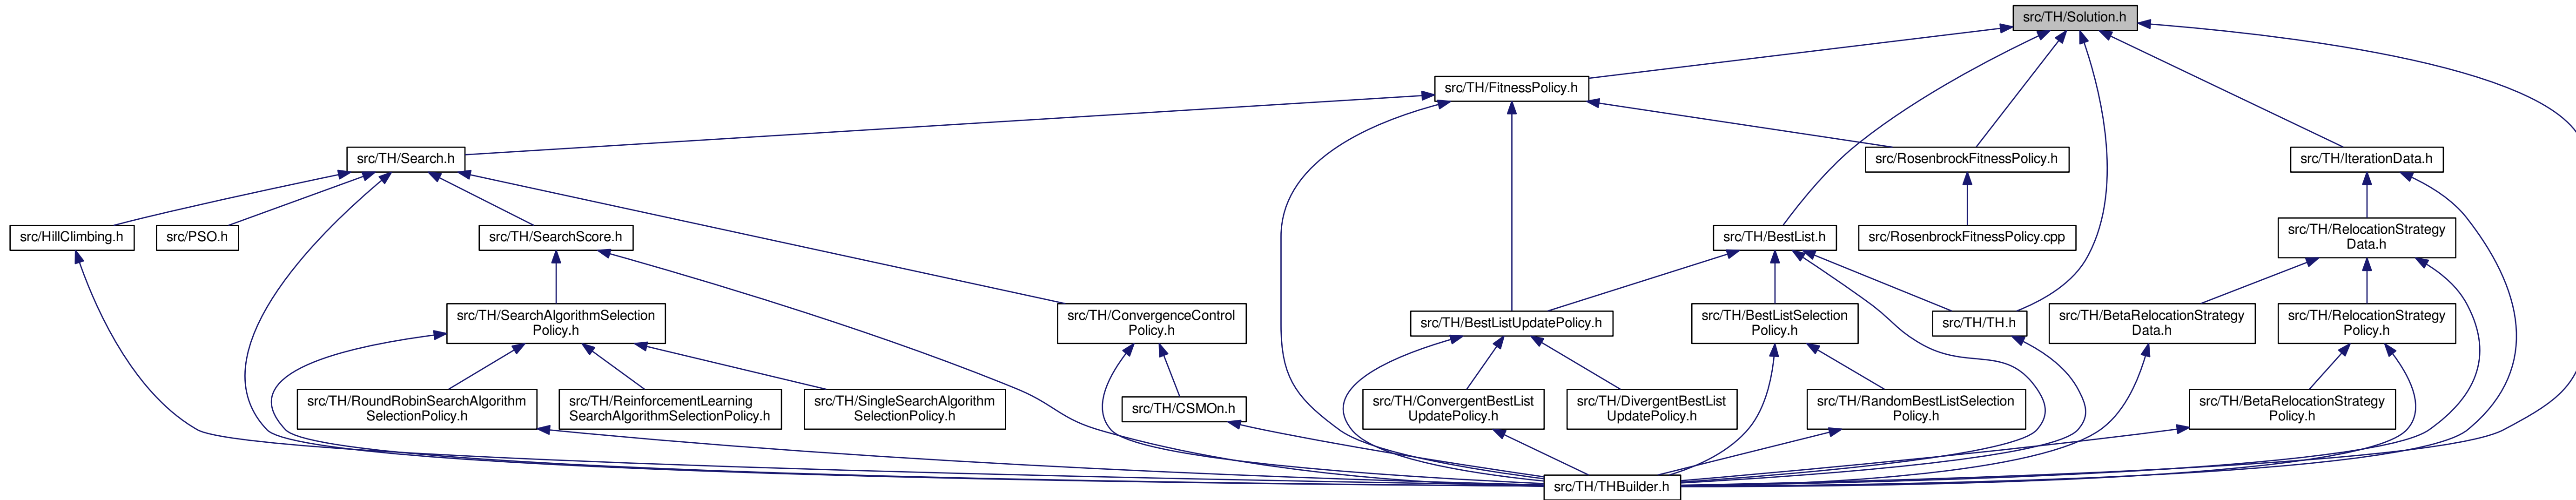 src/TH/Solution.h
src/TH/FitnessPolicy.h
src/TH/Search.h
src/RosenbrockFitnessPolicy.h
src/TH/IterationData.h
src/HillClimbing.h
src/PSO.h
src/TH/SearchScore.h
src/TH/BestList.h
src/RosenbrockFitnessPolicy.cpp
src/TH/RelocationStrategy
Data.h
src/TH/SearchAlgorithmSelection
Policy.h
src/TH/ConvergenceControl
Policy.h
src/TH/BestListUpdatePolicy.h
src/TH/BestListSelection
Policy.h
src/TH/TH.h
src/TH/BetaRelocationStrategy
Data.h
src/TH/RelocationStrategy
Policy.h
src/TH/RoundRobinSearchAlgorithm
SelectionPolicy.h
src/TH/ReinforcementLearning
SearchAlgorithmSelectionPolicy.h
src/TH/SingleSearchAlgorithm
SelectionPolicy.h
src/TH/CSMOn.h
src/TH/ConvergentBestList
UpdatePolicy.h
src/TH/DivergentBestList
UpdatePolicy.h
src/TH/RandomBestListSelection
Policy.h
src/TH/BetaRelocationStrategy
Policy.h
src/TH/THBuilder.h